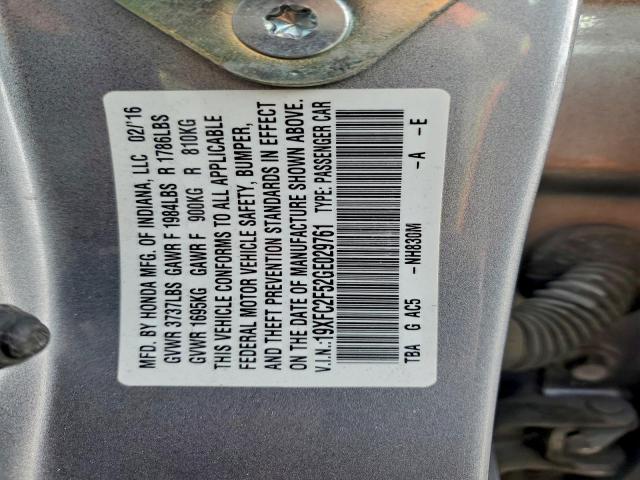 MFD. BY HONDA MFG. OF INDIANA, LLC 02/'16
GVWR 3737LBS GAWR F 1984LBS R 1786LBS
GVWR 1695KG GAWR F 900KG R 810KG
THIS VEHICLE CONFORMS TO ALL APPLICABLE
FEDERAL MOTOR VEHICLE SAFETY, BUMPER,
AND THEFT PREVENTION STANDARDS IN EFFECT
ON THE DATE OF MANUFACTURE SHOWN ABOVE.
V.I.N.:19XFC2F52GE029761 TYPE: PASSENGER CAR
TBA G AC5 -NH830M -A -E